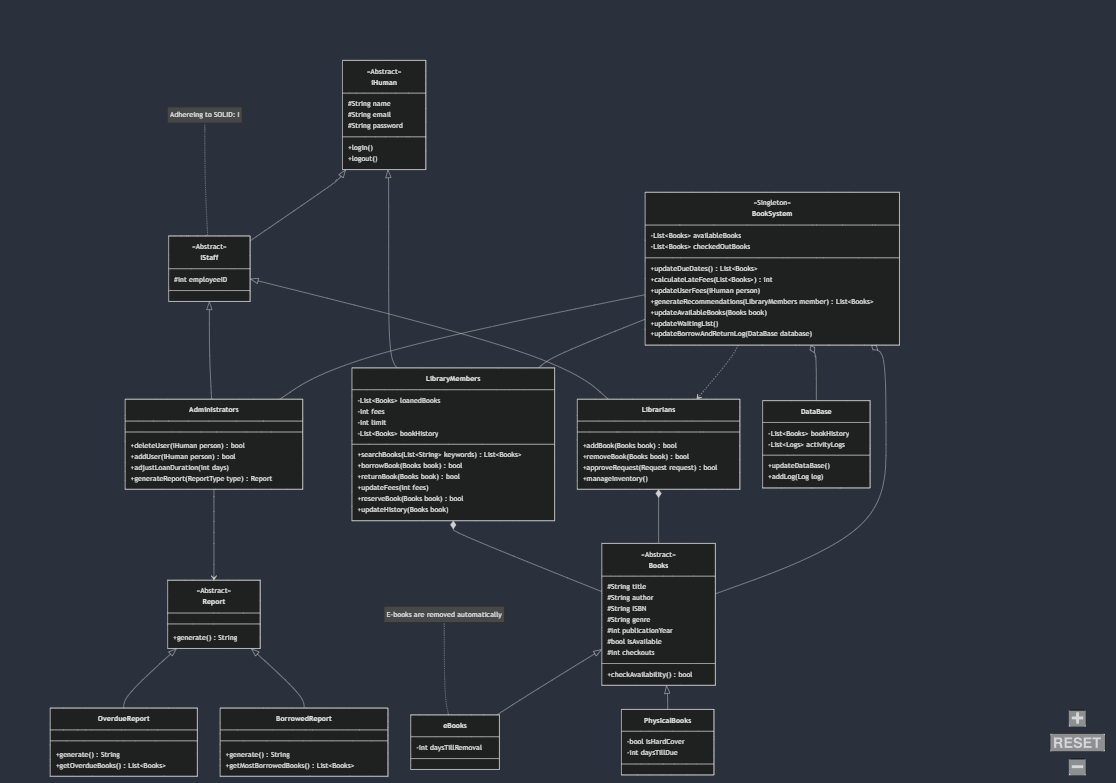 «Abstract»
IHuman
#String name
#String email
#String password
+login()
+logout()
Adhereing to SOLID: I
«Abstract»
IStaff
#int employeeID
«Singleton»
BookSystem
-List<Books> availableBooks
-List<Books> checkedOutBooks
+updateDueDates() : List<Books>
+calculateLateFees(List<Books>) : int
+updateUserFees(IHuman person)
+generateRecommendations(LibraryMembers member) : List<Books>
+updateAvailableBooks(Books book)
+updateWaitingList()
+updateBorrowAndReturnLog(DataBase database)
Administrators
+deleteUser(IHuman person) : bool
+addUser(IHuman person) : bool
+adjustLoanDuration(int days)
+generateReport(ReportType type) : Report
LibraryMembers
-List<Books> loanedBooks
-int fees
-int limit
-List<Books> bookHistory
+searchBooks(List<String> keywords) : List<Books>
+borrowBook(Books book) : bool
+returnBook(Books book) : bool
+updateFees(int fees)
+reserveBook(Books book) : bool
+updateHistory(Books book)
Librarians
+addBook(Books book) : bool
+removeBook(Books book) : bool
+approveRequest(Request request) : bool
+manageInventory()
DataBase
-List<Books> bookHistory
-List<Logs> activityLogs
+updateDataBase()
+addLog(Log log)
«Abstract»
Report
+generate() : String
E-books are removed automatically
«Abstract»
Books
#String title
#String author
#String ISBN
#String genre
#int publicationYear
#bool isAvailable
#int checkouts
+checkAvailability() : bool
OverdueReport
+generate() : String
+getOverdueBooks() : List<Books>
BorrowedReport
+generate() : String
+getMostBorrowedBooks() : List<Books>
eBooks
-int daysTillRemoval
PhysicalBooks
-bool isHardCover
-int daysTillDue
+
RESET
−